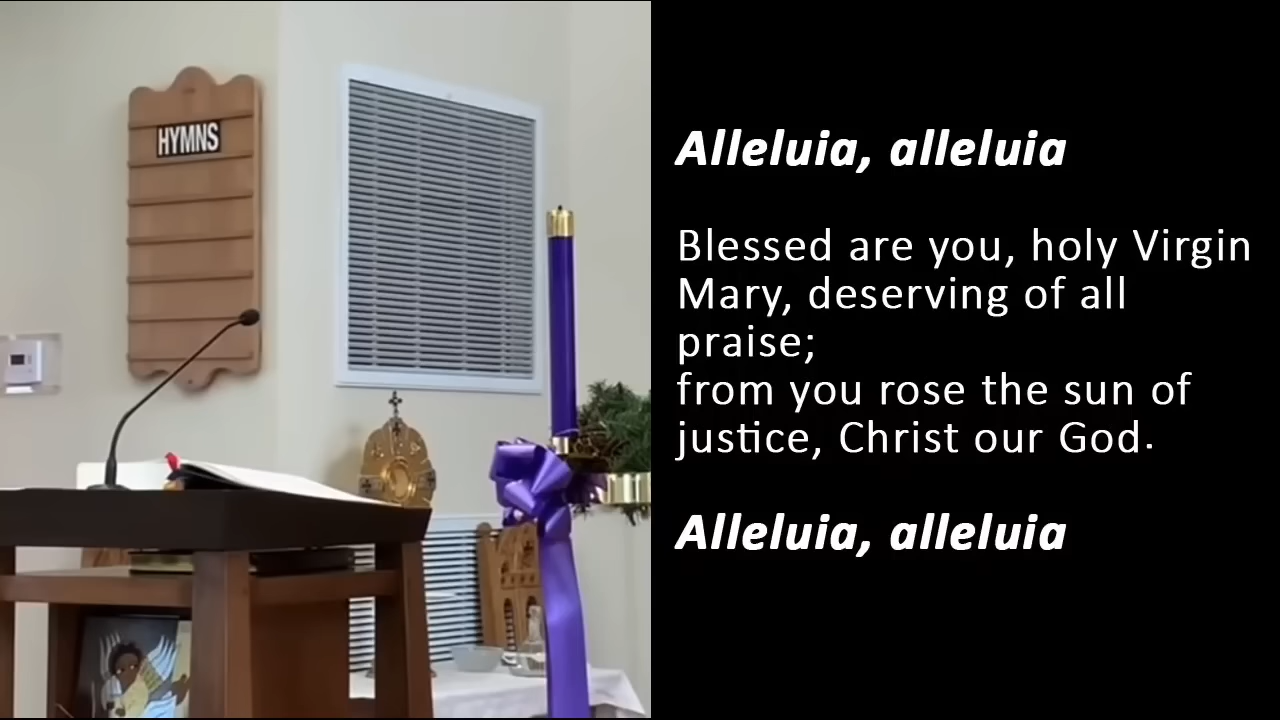 HYMNS
Alleluia, alleluia
Blessed are you, holy Virgin
Mary, deserving of all
praise;
from you rose the sun of
justice, Christ our God.
Alleluia, alleluia